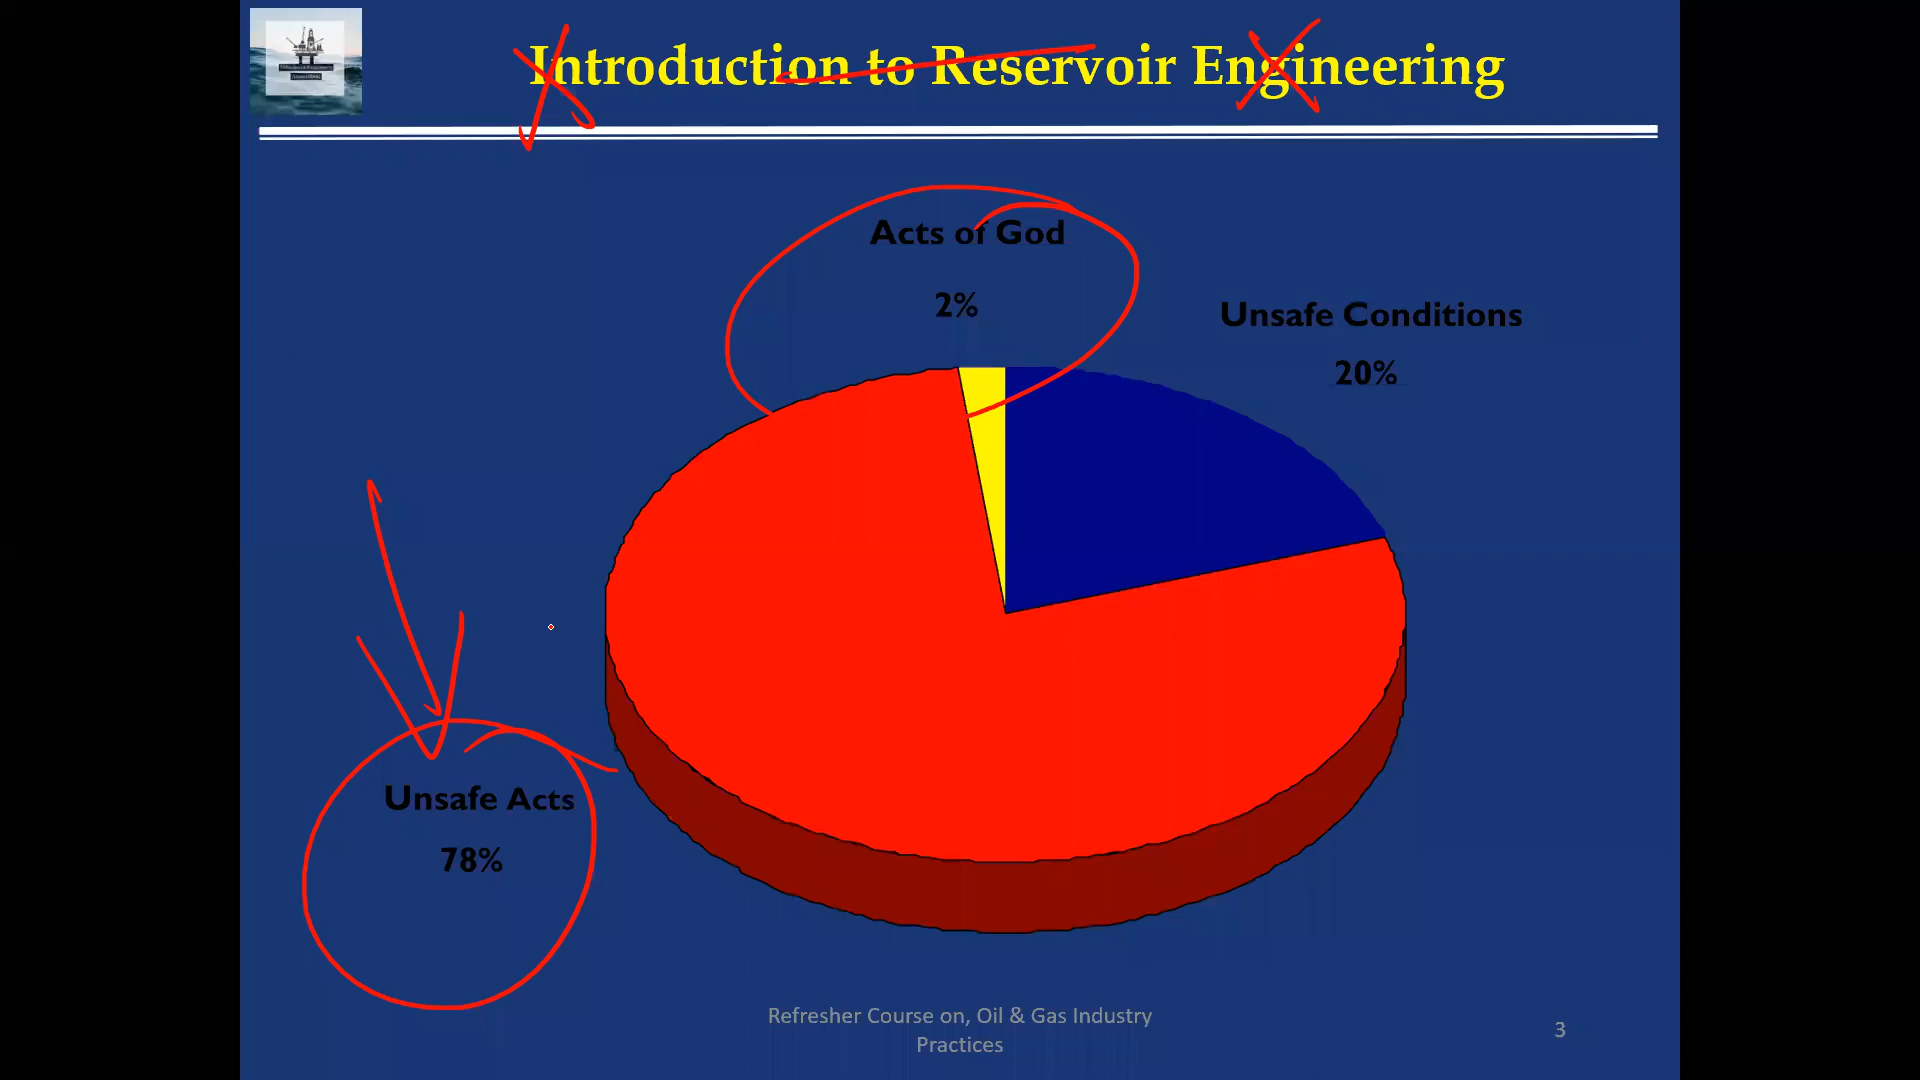 Introduction to Reservoir Engineering
Acts of God
2%
Unsafe Conditions
20%
Unsafe Acts
78%
Refresher Course on, Oil & Gas Industry
Practices
3